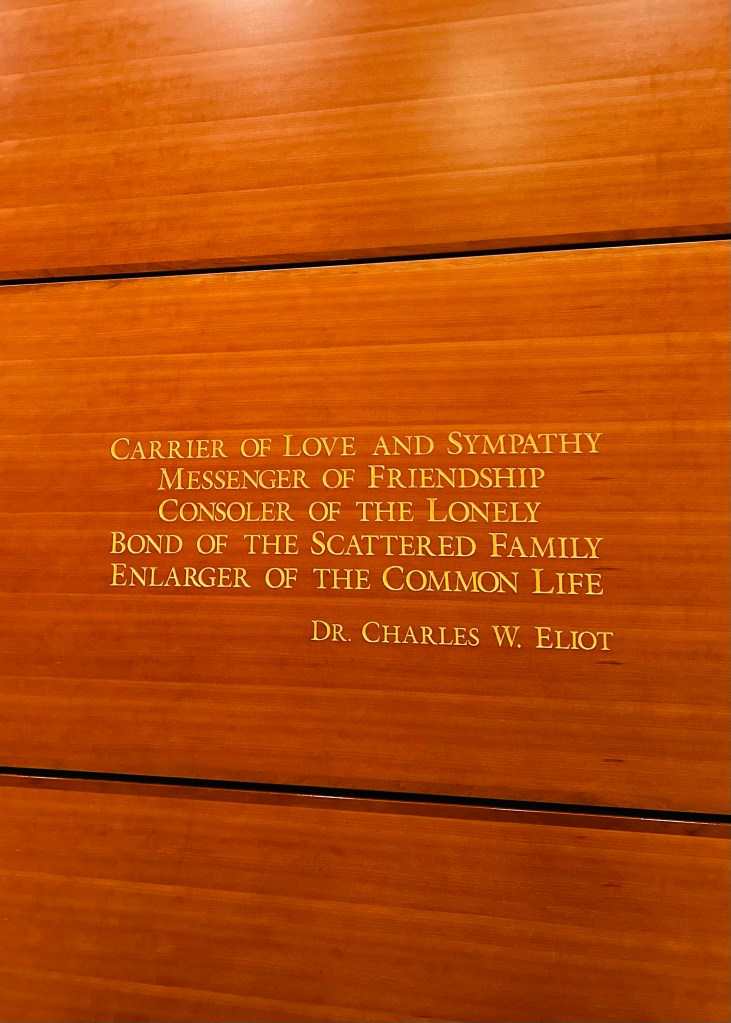 CARRIER OF LOVE AND SYMPATHY
MESSENGER OF FRIENDSHIP
CONSOLER OF THE LONELY
BOND OF THE SCATTERED FAMILY
ENLARGER OF THE COMMON LIFE
DR. CHARLES W. ELIOT